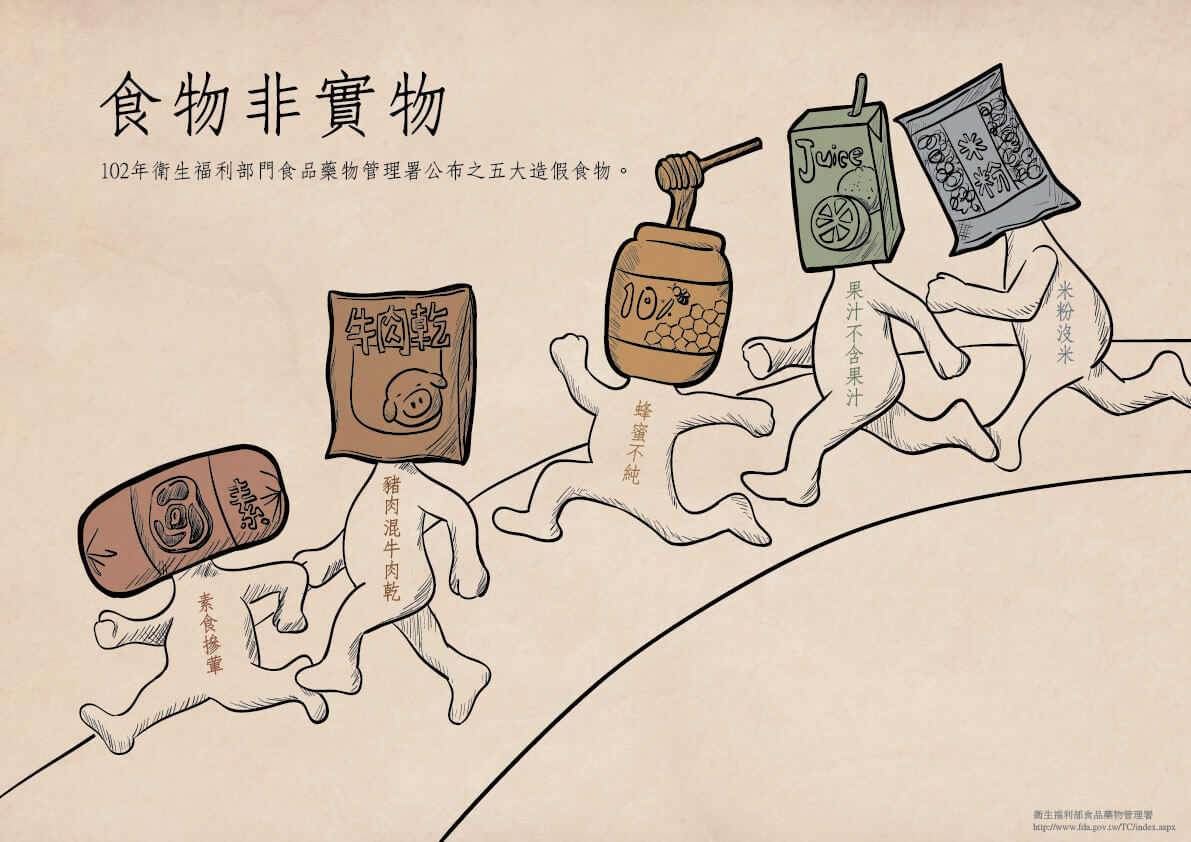 食物非實物
102年衛生福利部門食品藥物管理署公布之五大造假食物。
素
素食摻葷
牛肉乾
豬肉混牛肉乾
10%
蜂蜜不純
Juice
果汁不含果汁
米粉
米粉沒米
衛生福利部食品藥物管理署
http://www.fda.gov.tw/TC/index.aspx